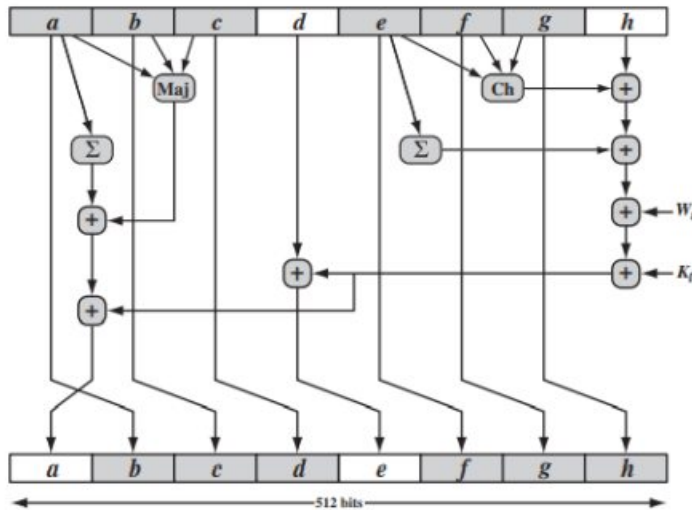 a b c d e f g h
Maj Ch +
Σ Σ +
+ + Wt
+ + Kt
+
a b c d e f g h
512 bits